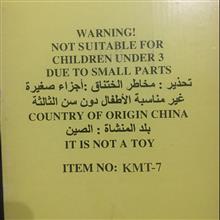 WARNING!
NOT SUITABLE FOR
CHILDREN UNDER 3
DUE TO SMALL PARTS
تحذير : مخاطر الختناق : أجزاء صغيرة
غير مناسبة الأطفال دون سن الثالثة
COUNTRY OF ORIGIN CHINA
بلد المنشاة : الصين
IT IS NOT A TOY
ITEM NO: KMT-7